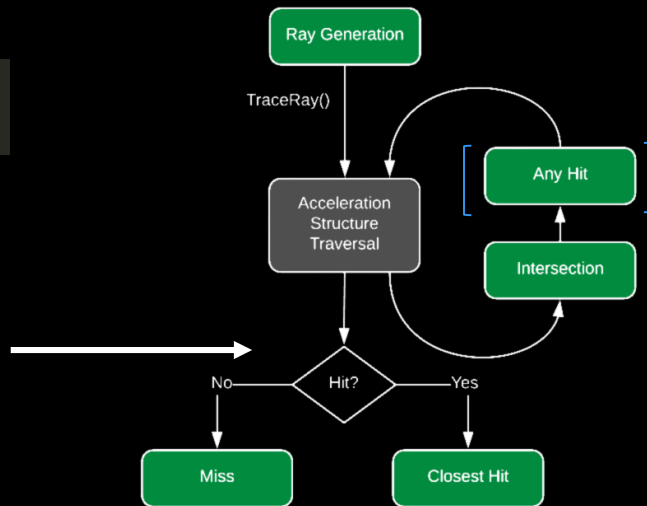 Ray Generation
TraceRay()
Any Hit
Acceleration
Structure
Traversal
Intersection
No
Hit?
Yes
Miss
Closest Hit